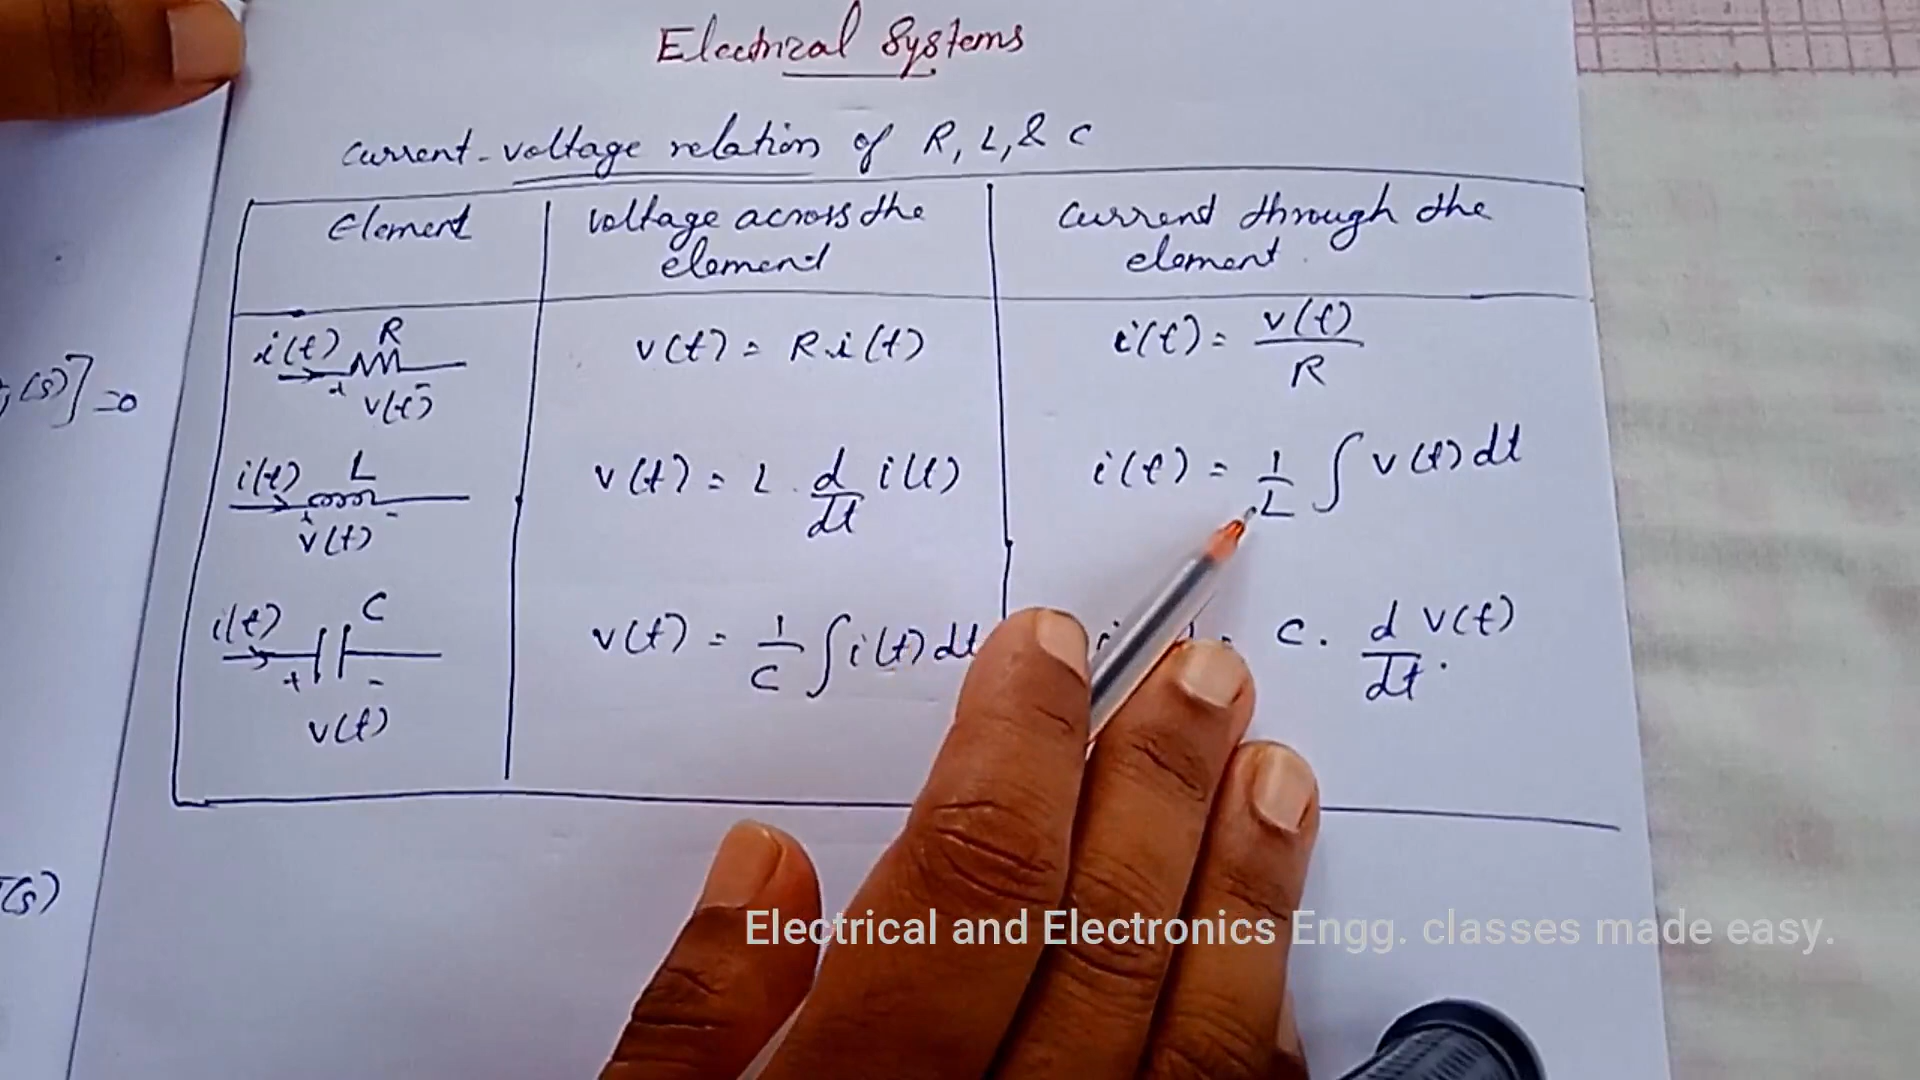 Electrical Systems
current-voltage relation of R, L, & C
Element
voltage across the
element
current through the
element
i(t) R
+ -
v(t)
v(t) = R.i(t)
i(t) = v(t)/R
i(t) L
+ -
v(t)
v(t) = L . d/dt i(t)
i(t) = 1/L ∫ v(t) dt
i(t) C
+ -
v(t)
v(t) = 1/C ∫ i(t) dt
C . d/dt v(t)
(s)] = 0
(s)
Electrical and Electronics Engg. classes made easy.